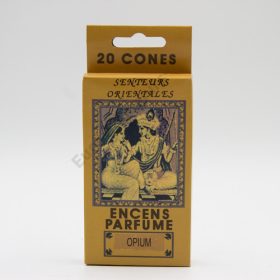 20 CONES
SENTEURS
ORIENTALES
ENCENS
PARFUME
OPIUM